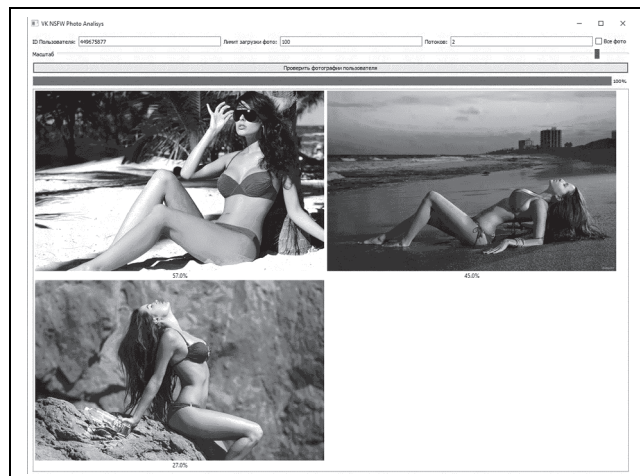 VK NSFW Photo Analisys
ID Пользователя: 449675877 Лимит загрузки фото: 100 Потоков: 2 Все фото
Масштаб
Проверить фотографии пользователя
100%
57.0% 45.0%
27.0%